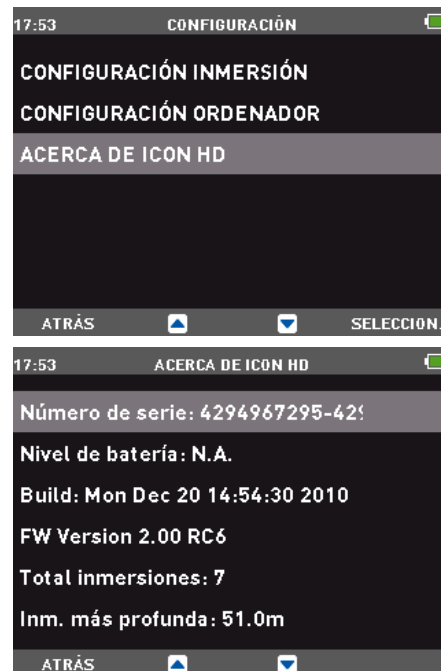 17:53 CONFIGURACIÓN
CONFIGURACIÓN INMERSIÓN
CONFIGURACIÓN ORDENADOR
ACERCA DE ICON HD
ATRÁS SELECCION.
17:53 ACERCA DE ICON HD
Número de serie: 4294967295-429
Nivel de batería: N.A.
Build: Mon Dec 20 14:54:30 2010
FW Version 2.00 RC6
Total inmersiones: 7
Inm. más profunda: 51.0m
ATRÁS